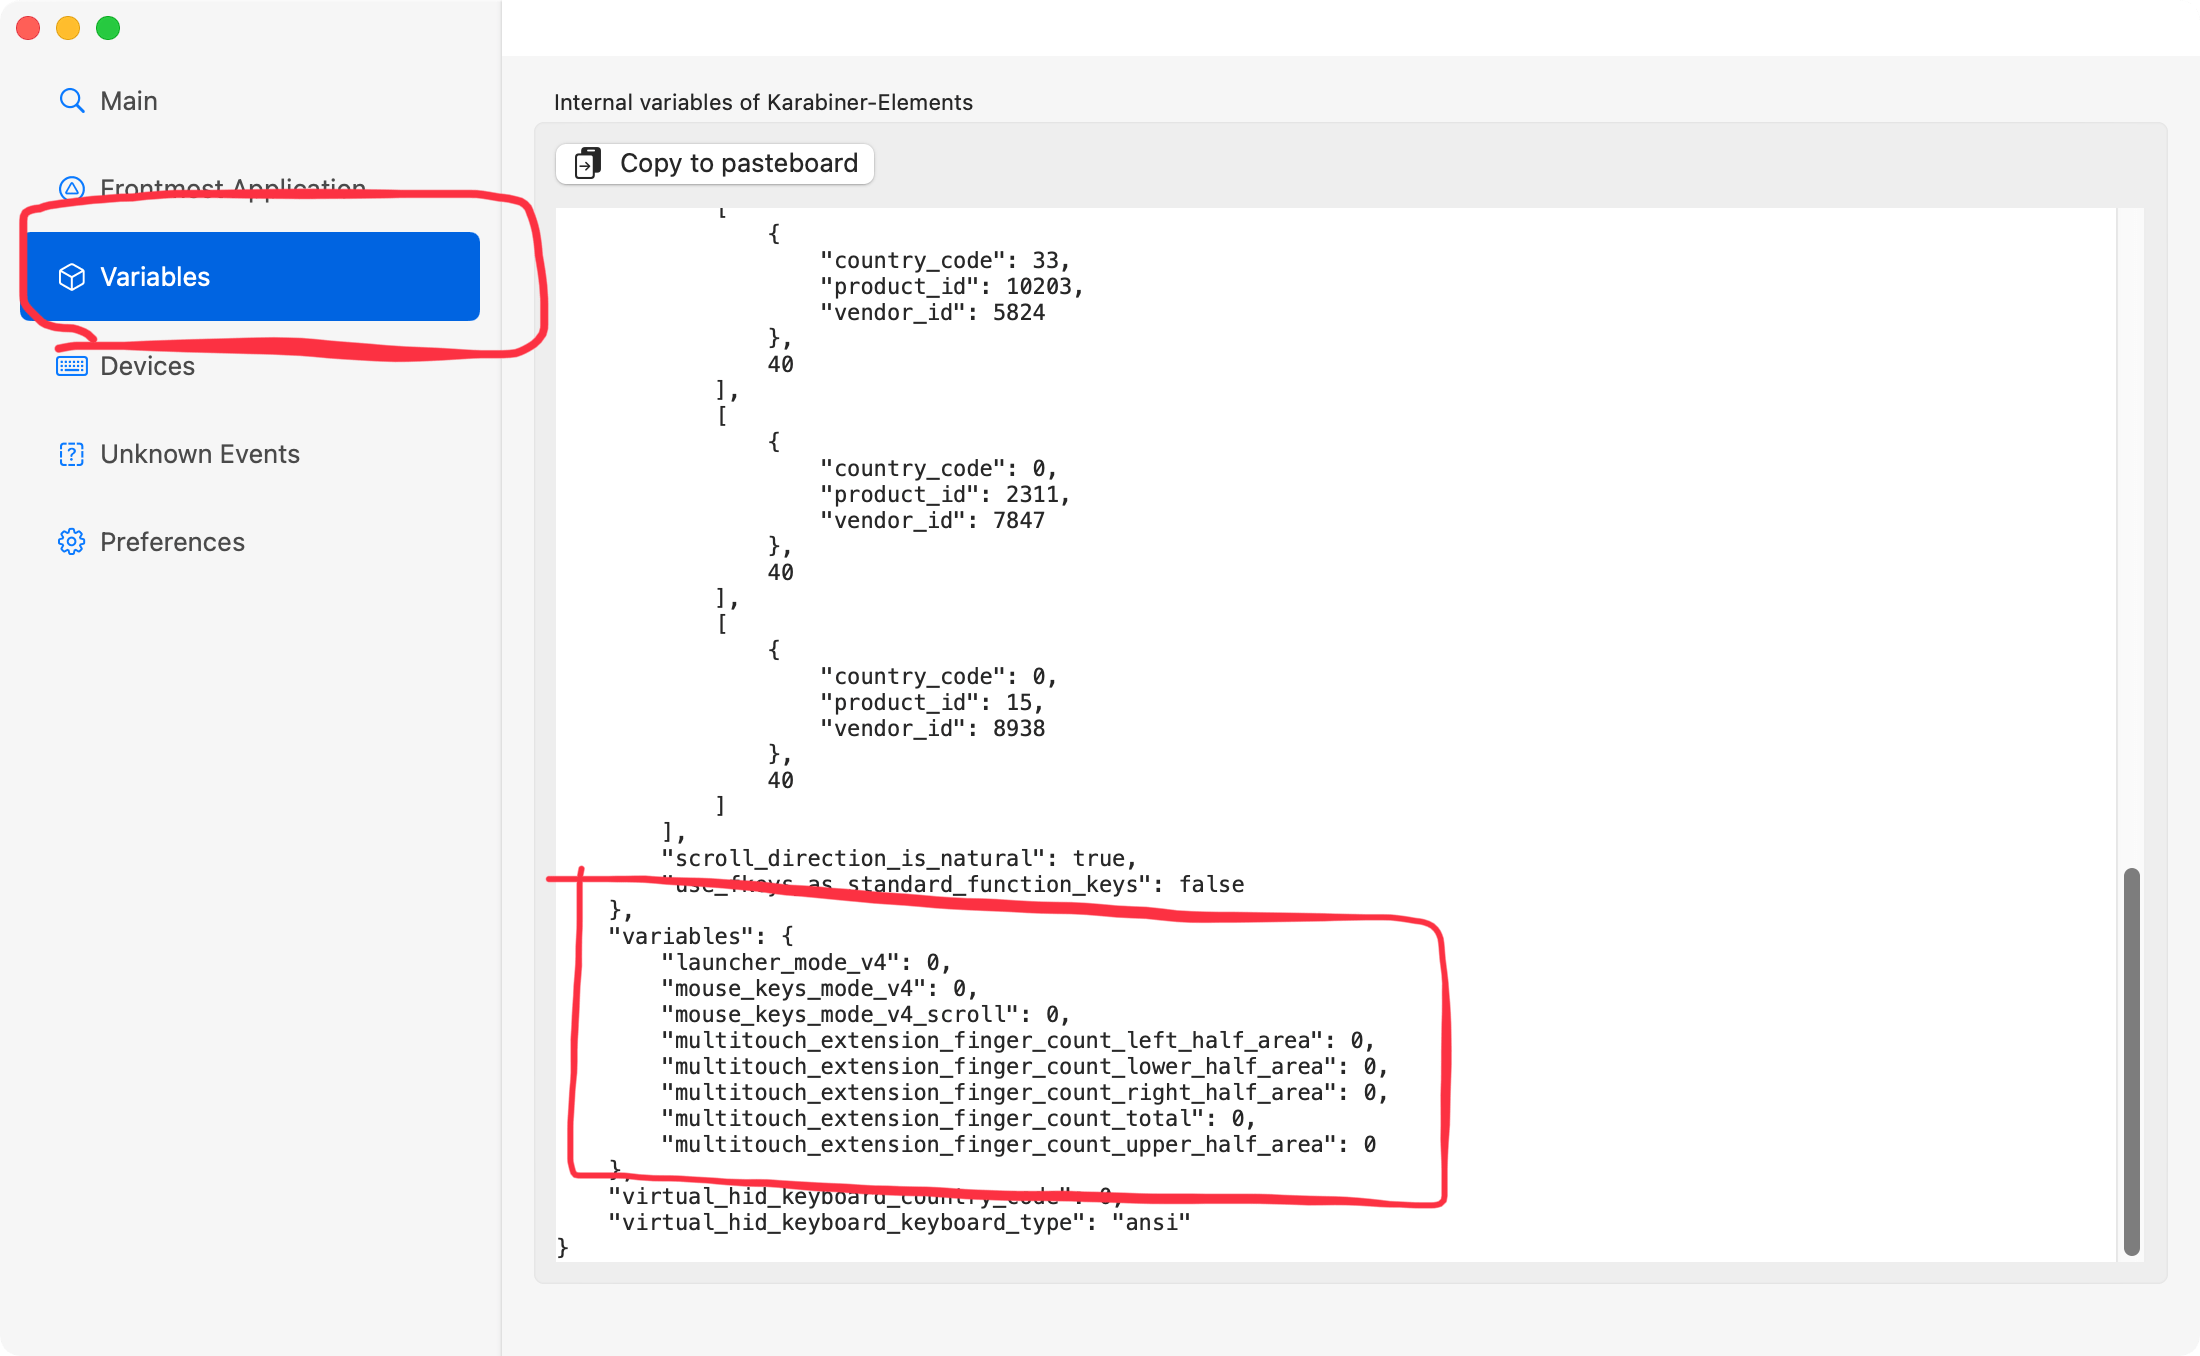 Main
Frontmost Application
Variables
Devices
Unknown Events
Preferences
Internal variables of Karabiner-Elements
Copy to pasteboard
[
{
"country_code": 33,
"product_id": 10203,
"vendor_id": 5824
},
40
],
[
{
"country_code": 0,
"product_id": 2311,
"vendor_id": 7847
},
40
],
[
{
"country_code": 0,
"product_id": 15,
"vendor_id": 8938
},
40
]
],
"scroll_direction_is_natural": true,
"use_fkeys_as_standard_function_keys": false
},
"variables": {
"launcher_mode_v4": 0,
"mouse_keys_mode_v4": 0,
"mouse_keys_mode_v4_scroll": 0,
"multitouch_extension_finger_count_left_half_area": 0,
"multitouch_extension_finger_count_lower_half_area": 0,
"multitouch_extension_finger_count_right_half_area": 0,
"multitouch_extension_finger_count_total": 0,
"multitouch_extension_finger_count_upper_half_area": 0
},
"virtual_hid_keyboard_country_code": 0,
"virtual_hid_keyboard_keyboard_type": "ansi"
}